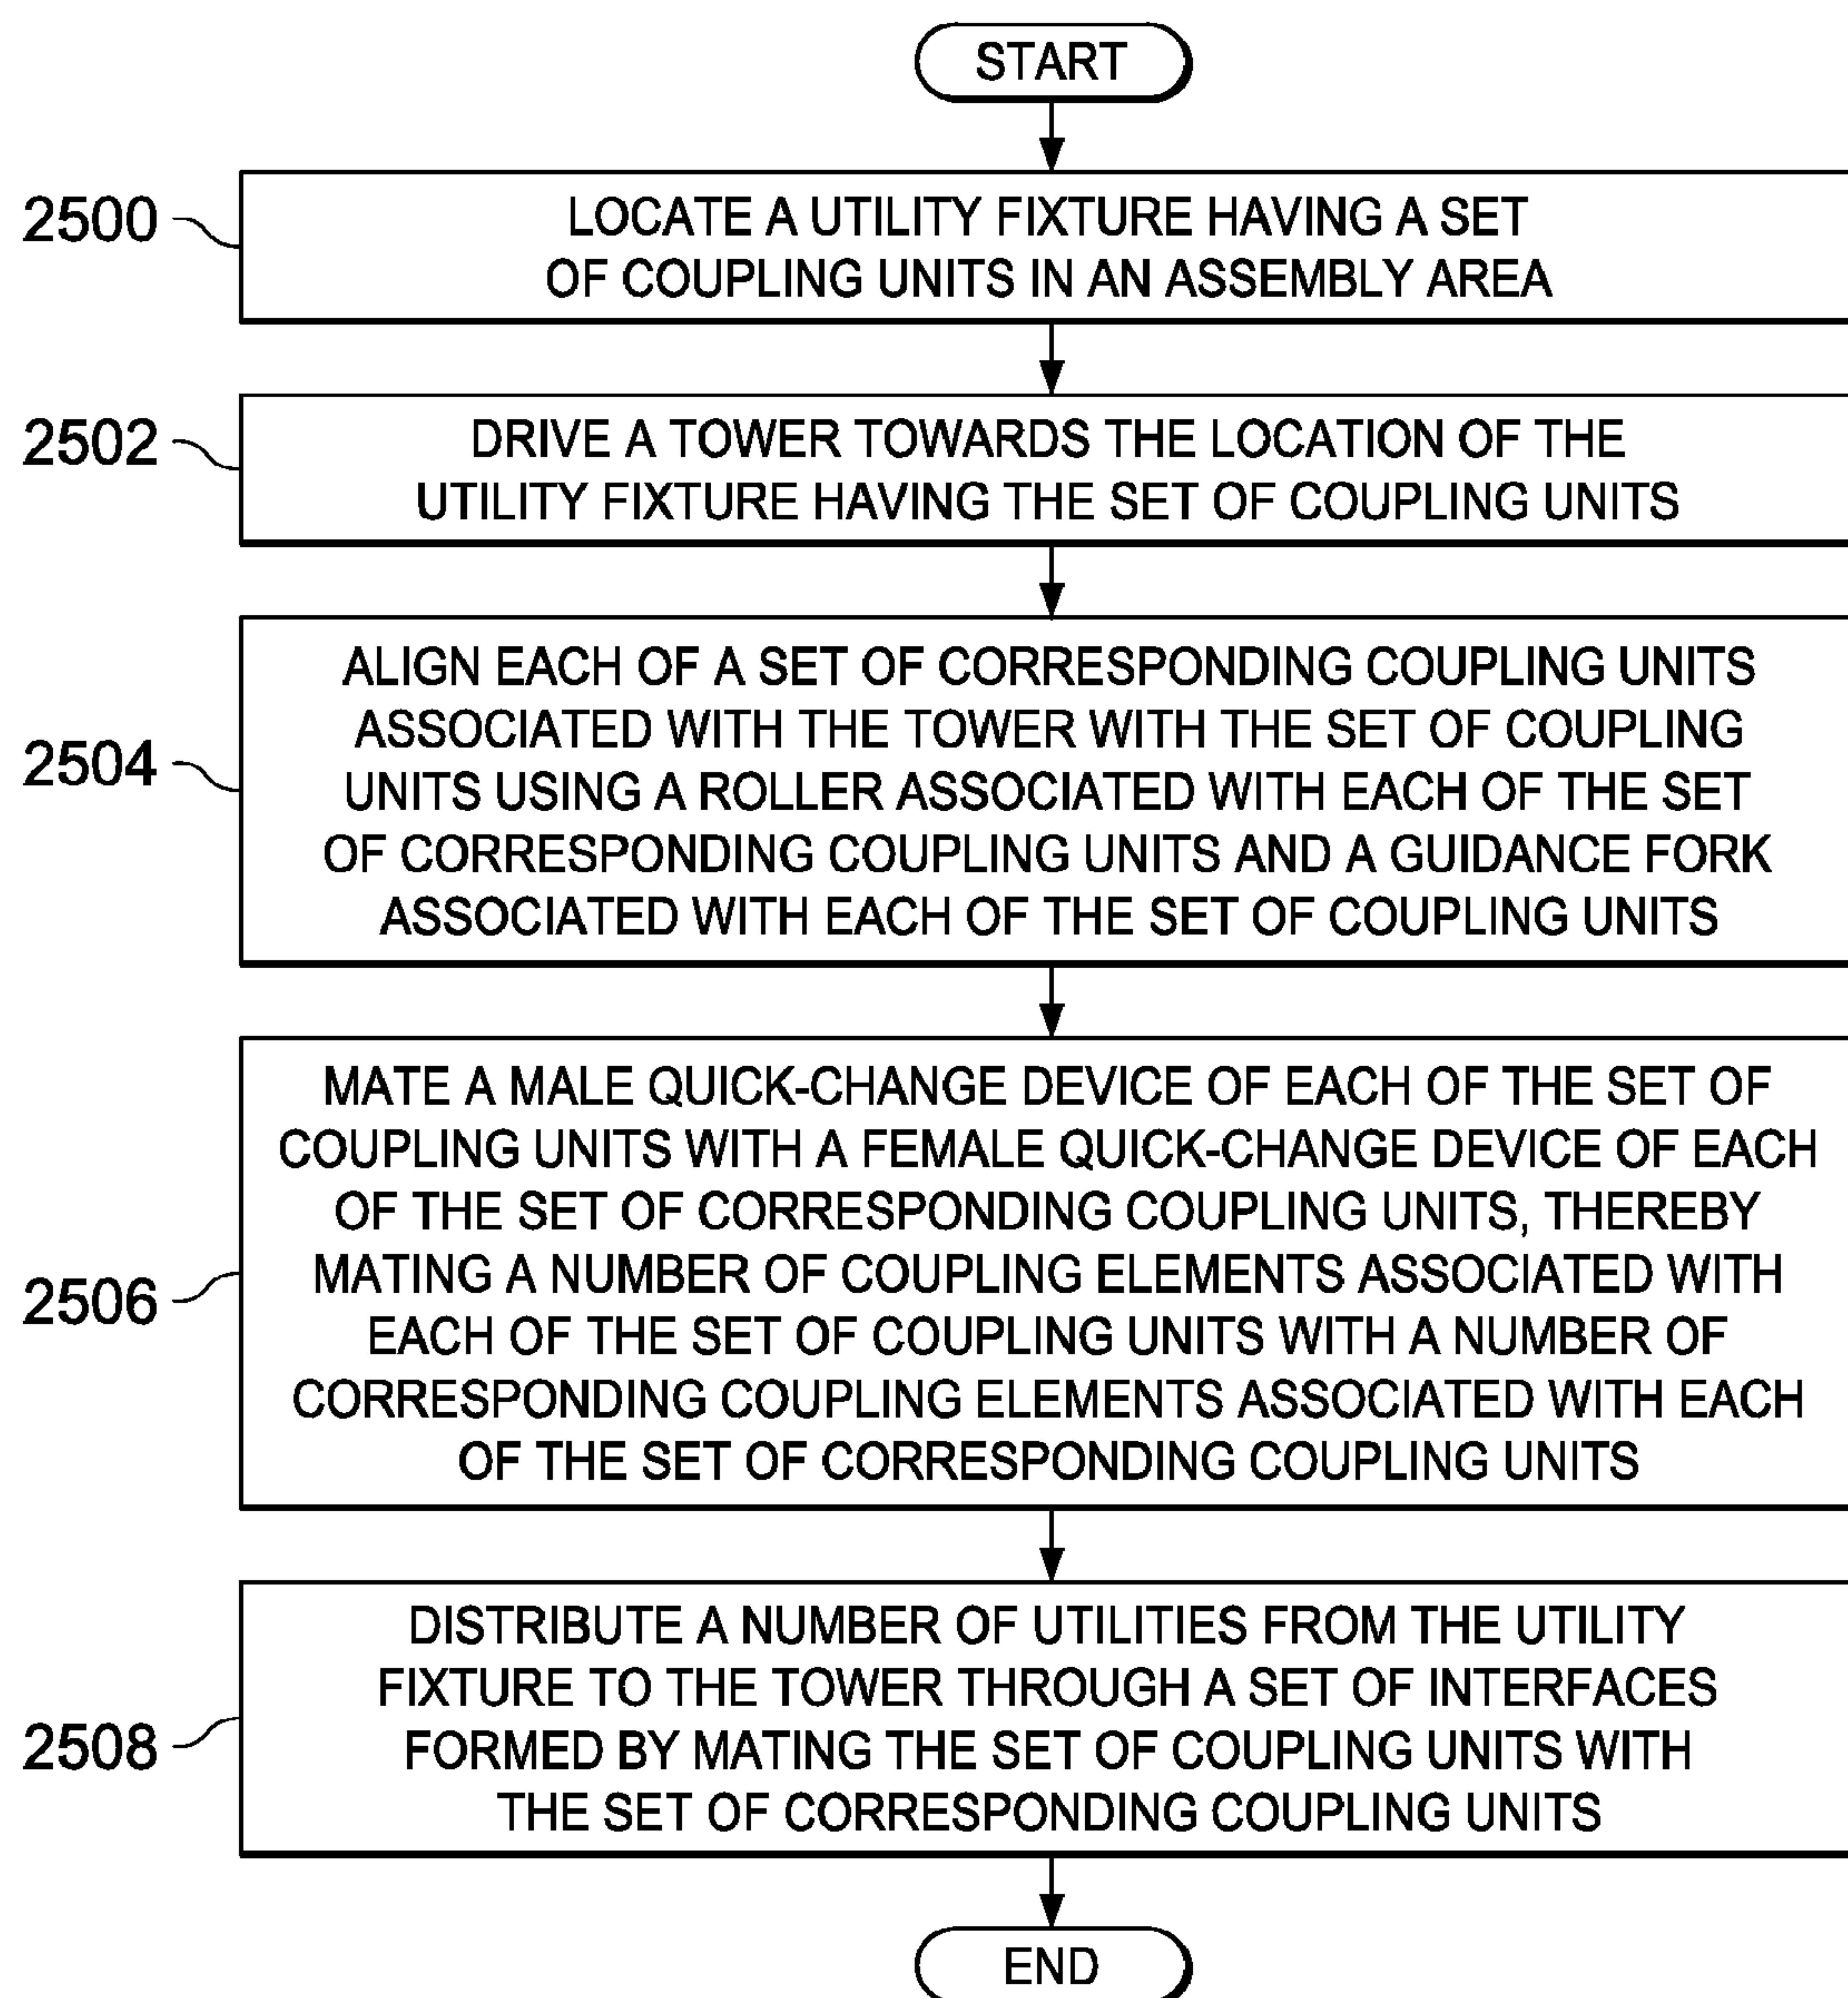 START
2500
LOCATE A UTILITY FIXTURE HAVING A SET
OF COUPLING UNITS IN AN ASSEMBLY AREA
2502
DRIVE A TOWER TOWARDS THE LOCATION OF THE
UTILITY FIXTURE HAVING THE SET OF COUPLING UNITS
2504
ALIGN EACH OF A SET OF CORRESPONDING COUPLING UNITS
ASSOCIATED WITH THE TOWER WITH THE SET OF COUPLING
UNITS USING A ROLLER ASSOCIATED WITH EACH OF THE SET
OF CORRESPONDING COUPLING UNITS AND A GUIDANCE FORK
ASSOCIATED WITH EACH OF THE SET OF COUPLING UNITS
2506
MATE A MALE QUICK-CHANGE DEVICE OF EACH OF THE SET OF
COUPLING UNITS WITH A FEMALE QUICK-CHANGE DEVICE OF EACH
OF THE SET OF CORRESPONDING COUPLING UNITS, THEREBY
MATING A NUMBER OF COUPLING ELEMENTS ASSOCIATED WITH
EACH OF THE SET OF COUPLING UNITS WITH A NUMBER OF
CORRESPONDING COUPLING ELEMENTS ASSOCIATED WITH EACH
OF THE SET OF CORRESPONDING COUPLING UNITS
2508
DISTRIBUTE A NUMBER OF UTILITIES FROM THE UTILITY
FIXTURE TO THE TOWER THROUGH A SET OF INTERFACES
FORMED BY MATING THE SET OF COUPLING UNITS WITH
THE SET OF CORRESPONDING COUPLING UNITS
END